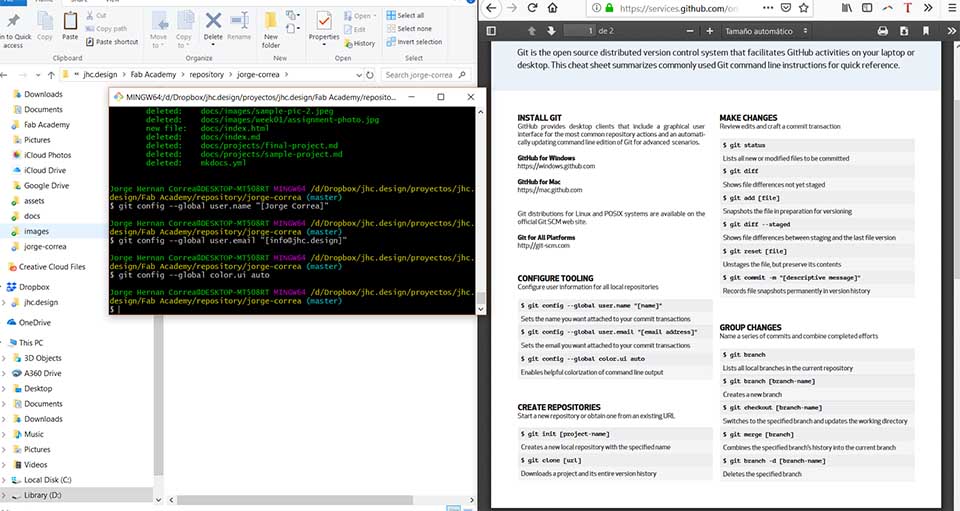 File
Home
Share
View
Pin to Quick access
Copy
Paste
Cut
Copy path
Paste shortcut
Clipboard
Move to
Copy to
Delete
Rename
Organize
New folder
New
Properties
Open
Edit
History
Open
Select all
Select none
Invert selection
Select
« jhc.design > Fab Academy > repository > jorge-correa >
Search jorge-correa
Downloads
Documents
Fab Academy
Pictures
iCloud Photos
iCloud Drive
Google Drive
assets
docs
images
jorge-correa
Creative Cloud Files
Dropbox
jhc.design
OneDrive
This PC
3D Objects
A360 Drive
Desktop
Documents
Downloads
Music
Pictures
Videos
Local Disk (C:)
Library (D:)
MINGW64:/d/Dropbox/jhc.design/proyectos/jhc.design/Fab Academy/reposito...
deleted: docs/images/sample-pic-2.jpeg
deleted: docs/images/week01/assignment-photo.jpg
new file: docs/index.html
deleted: docs/index.md
deleted: docs/projects/final-project.md
deleted: docs/projects/sample-project.md
deleted: mkdocs.yml
Jorge Hernan Correa@DESKTOP-MT508RT MINGW64 /d/Dropbox/jhc.design/proyectos/jhc.
design/Fab Academy/repository/jorge-correa (master)
$ git config --global user.name "[Jorge Correa]"
Jorge Hernan Correa@DESKTOP-MT508RT MINGW64 /d/Dropbox/jhc.design/proyectos/jhc.
design/Fab Academy/repository/jorge-correa (master)
$ git config --global user.email "[info@jhc.design]"
Jorge Hernan Correa@DESKTOP-MT508RT MINGW64 /d/Dropbox/jhc.design/proyectos/jhc.
design/Fab Academy/repository/jorge-correa (master)
$ git config --global color.ui auto
Jorge Hernan Correa@DESKTOP-MT508RT MINGW64 /d/Dropbox/jhc.design/proyectos/jhc.
design/Fab Academy/repository/jorge-correa (master)
$
https://services.github.com/on
1 de 2
Tamaño automático
Git is the open source distributed version control system that facilitates GitHub activities on your laptop or
desktop. This cheat sheet summarizes commonly used Git command line instructions for quick reference.
INSTALL GIT
GitHub provides desktop clients that include a graphical user
interface for the most common repository actions and an automati-
cally updating command line edition of Git for advanced scenarios.
GitHub for Windows
https://windows.github.com
GitHub for Mac
https://mac.github.com
Git distributions for Linux and POSIX systems are available on the
official Git SCM web site.
Git for All Platforms
http://git-scm.com
CONFIGURE TOOLING
Configure user information for all local repositories
$ git config --global user.name "[name]"
Sets the name you want attached to your commit transactions
$ git config --global user.email "[email address]"
Sets the email you want attached to your commit transactions
$ git config --global color.ui auto
Enables helpful colorization of command line output
CREATE REPOSITORIES
Start a new repository or obtain one from an existing URL
$ git init [project-name]
Creates a new local repository with the specified name
$ git clone [url]
Downloads a project and its entire version history
MAKE CHANGES
Review edits and craft a commit transaction
$ git status
Lists all new or modified files to be committed
$ git diff
Shows file differences not yet staged
$ git add [file]
Snapshots the file in preparation for versioning
$ git diff --staged
Shows file differences between staging and the last file version
$ git reset [file]
Unstages the file, but preserve its contents
$ git commit -m "[descriptive message]"
Records file snapshots permanently in version history
GROUP CHANGES
Name a series of commits and combine completed efforts
$ git branch
Lists all local branches in the current repository
$ git branch [branch-name]
Creates a new branch
$ git checkout [branch-name]
Switches to the specified branch and updates the working directory
$ git merge [branch]
Combines the specified branch's history into the current branch
$ git branch -d [branch-name]
Deletes the specified branch